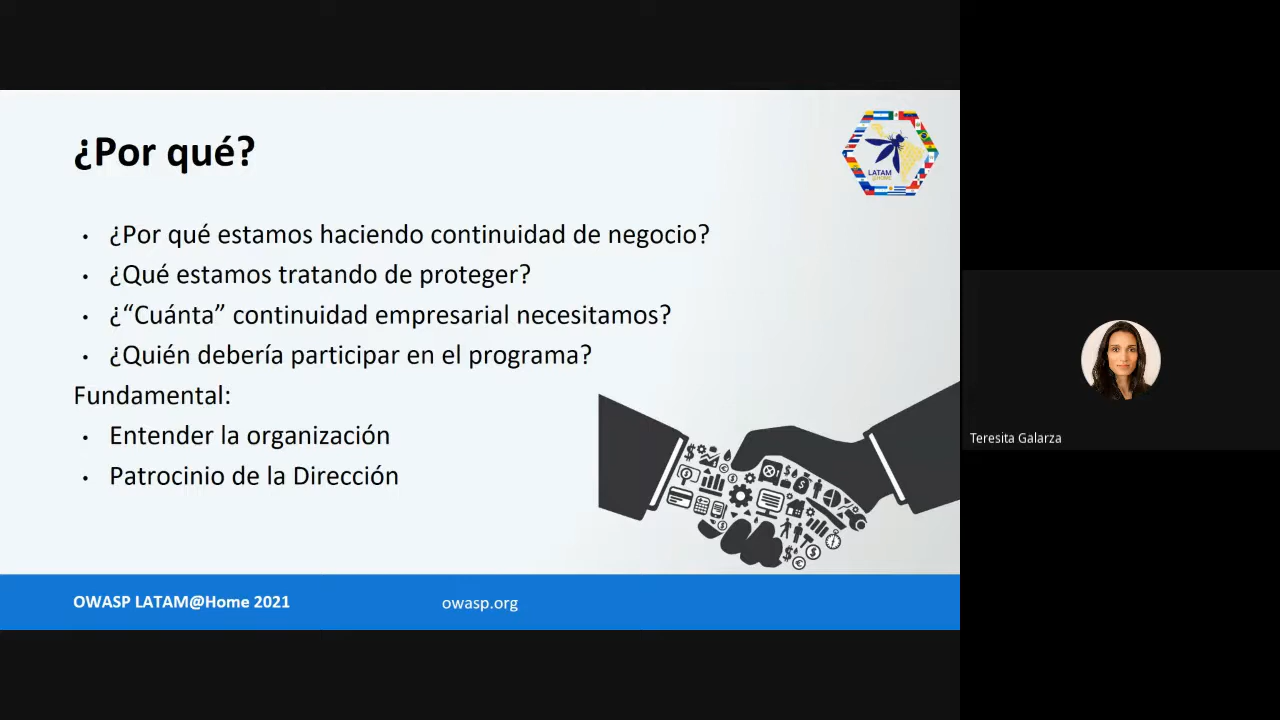 ¿Por qué?
LATAM
@HOME
• ¿Por qué estamos haciendo continuidad de negocio?
• ¿Qué estamos tratando de proteger?
• ¿“Cuánta” continuidad empresarial necesitamos?
• ¿Quién debería participar en el programa?
Fundamental:
• Entender la organización
• Patrocinio de la Dirección
OWASP LATAM@Home 2021
owasp.org
Teresita Galarza